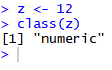 > z <- 12
> class(z)
[1] "numeric"
>